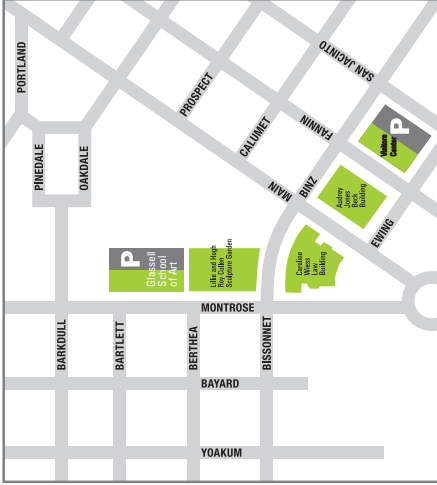 PORTLAND
SAN JACINTO
PROSPECT
P
Visitors
Center
FANNIN
CALUMET
PINEDALE
OAKDALE
MAIN
BINZ
Audrey
Jones
Beck
Building
EWING
P
Glassell
School
of Art
Lillie and Hugh
Roy Cullen
Sculpture Garden
Caroline
Wiess
Law
Building
MONTROSE
BARKDULL
BARTLETT
BERTHEA
BISSONNET
BAYARD
YOAKUM